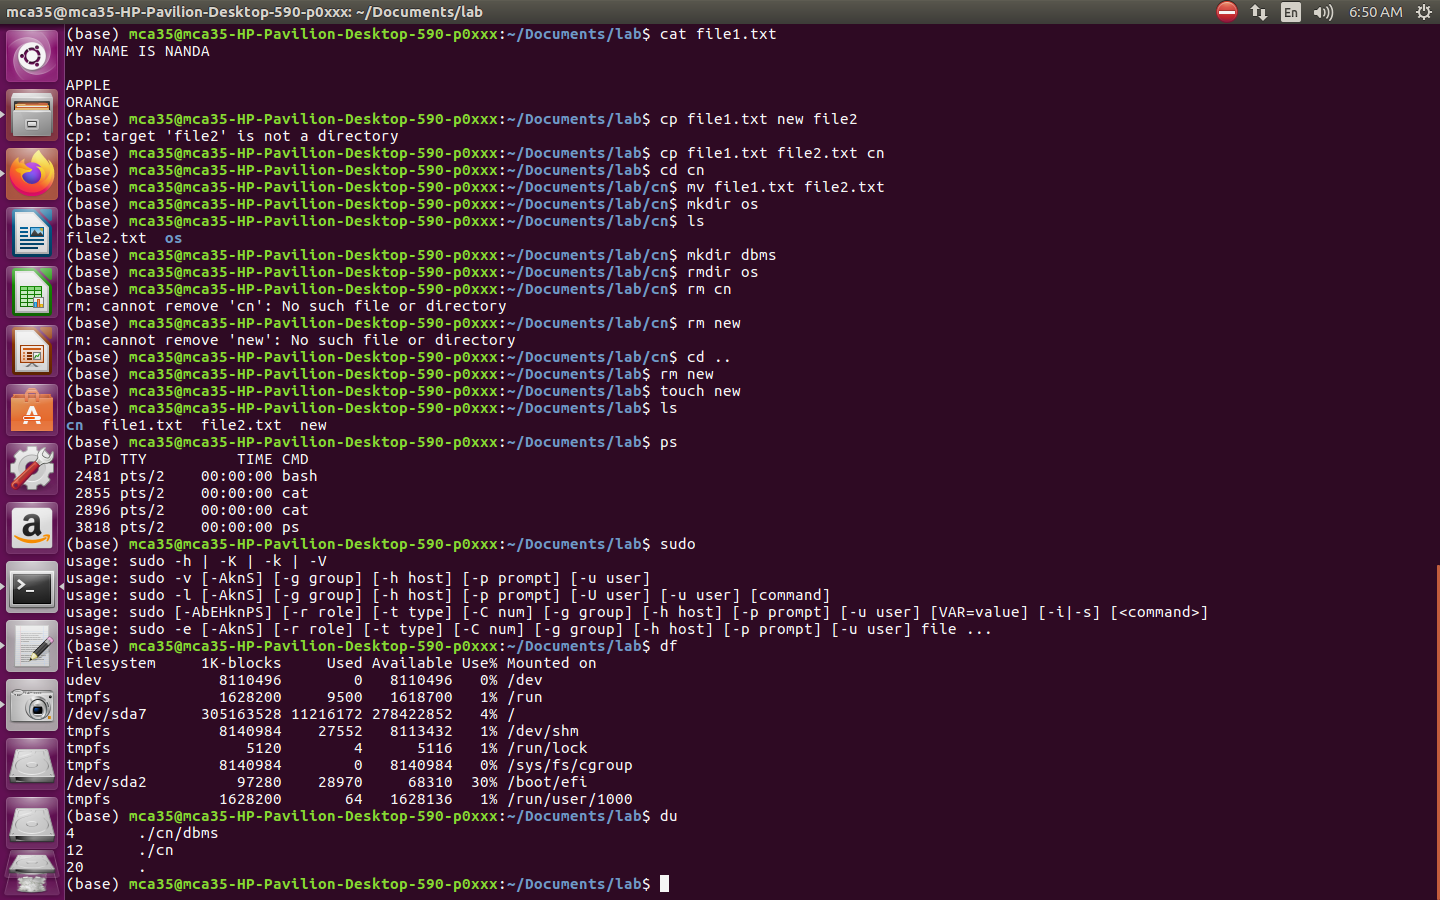 mca35@mca35-HP-Pavilion-Desktop-590-p0xxx: ~/Documents/lab En 6:50 AM
(base) mca35@mca35-HP-Pavilion-Desktop-590-p0xxx:~/Documents/lab$ cat file1.txt
MY NAME IS NANDA
APPLE
ORANGE
(base) mca35@mca35-HP-Pavilion-Desktop-590-p0xxx:~/Documents/lab$ cp file1.txt new file2
cp: target 'file2' is not a directory
(base) mca35@mca35-HP-Pavilion-Desktop-590-p0xxx:~/Documents/lab$ cp file1.txt file2.txt cn
(base) mca35@mca35-HP-Pavilion-Desktop-590-p0xxx:~/Documents/lab$ cd cn
(base) mca35@mca35-HP-Pavilion-Desktop-590-p0xxx:~/Documents/lab/cn$ mv file1.txt file2.txt
(base) mca35@mca35-HP-Pavilion-Desktop-590-p0xxx:~/Documents/lab/cn$ mkdir os
(base) mca35@mca35-HP-Pavilion-Desktop-590-p0xxx:~/Documents/lab/cn$ ls
file2.txt  os
(base) mca35@mca35-HP-Pavilion-Desktop-590-p0xxx:~/Documents/lab/cn$ mkdir dbms
(base) mca35@mca35-HP-Pavilion-Desktop-590-p0xxx:~/Documents/lab/cn$ rmdir os
(base) mca35@mca35-HP-Pavilion-Desktop-590-p0xxx:~/Documents/lab/cn$ rm cn
rm: cannot remove 'cn': No such file or directory
(base) mca35@mca35-HP-Pavilion-Desktop-590-p0xxx:~/Documents/lab/cn$ rm new
rm: cannot remove 'new': No such file or directory
(base) mca35@mca35-HP-Pavilion-Desktop-590-p0xxx:~/Documents/lab/cn$ cd ..
(base) mca35@mca35-HP-Pavilion-Desktop-590-p0xxx:~/Documents/lab$ rm new
(base) mca35@mca35-HP-Pavilion-Desktop-590-p0xxx:~/Documents/lab$ touch new
(base) mca35@mca35-HP-Pavilion-Desktop-590-p0xxx:~/Documents/lab$ ls
cn  file1.txt  file2.txt  new
(base) mca35@mca35-HP-Pavilion-Desktop-590-p0xxx:~/Documents/lab$ ps
  PID TTY          TIME CMD
 2481 pts/2    00:00:00 bash
 2855 pts/2    00:00:00 cat
 2896 pts/2    00:00:00 cat
 3818 pts/2    00:00:00 ps
(base) mca35@mca35-HP-Pavilion-Desktop-590-p0xxx:~/Documents/lab$ sudo
usage: sudo -h | -K | -k | -V
usage: sudo -v [-AknS] [-g group] [-h host] [-p prompt] [-u user]
usage: sudo -l [-AknS] [-g group] [-h host] [-p prompt] [-U user] [-u user] [command]
usage: sudo [-AbEHknPS] [-r role] [-t type] [-C num] [-g group] [-h host] [-p prompt] [-u user] [VAR=value] [-i|-s] [<command>]
usage: sudo -e [-AknS] [-r role] [-t type] [-C num] [-g group] [-h host] [-p prompt] [-u user] file ...
(base) mca35@mca35-HP-Pavilion-Desktop-590-p0xxx:~/Documents/lab$ df
Filesystem     1K-blocks     Used Available Use% Mounted on
udev             8110496        0   8110496   0% /dev
tmpfs            1628200     9500   1618700   1% /run
/dev/sda7      305163528 11216172 278422852   4% /
tmpfs            8140984    27552   8113432   1% /dev/shm
tmpfs               5120        4      5116   1% /run/lock
tmpfs            8140984        0   8140984   0% /sys/fs/cgroup
/dev/sda2          97280    28970     68310  30% /boot/efi
tmpfs            1628200       64   1628136   1% /run/user/1000
(base) mca35@mca35-HP-Pavilion-Desktop-590-p0xxx:~/Documents/lab$ du
4       ./cn/dbms
12      ./cn
20      .
(base) mca35@mca35-HP-Pavilion-Desktop-590-p0xxx:~/Documents/lab$